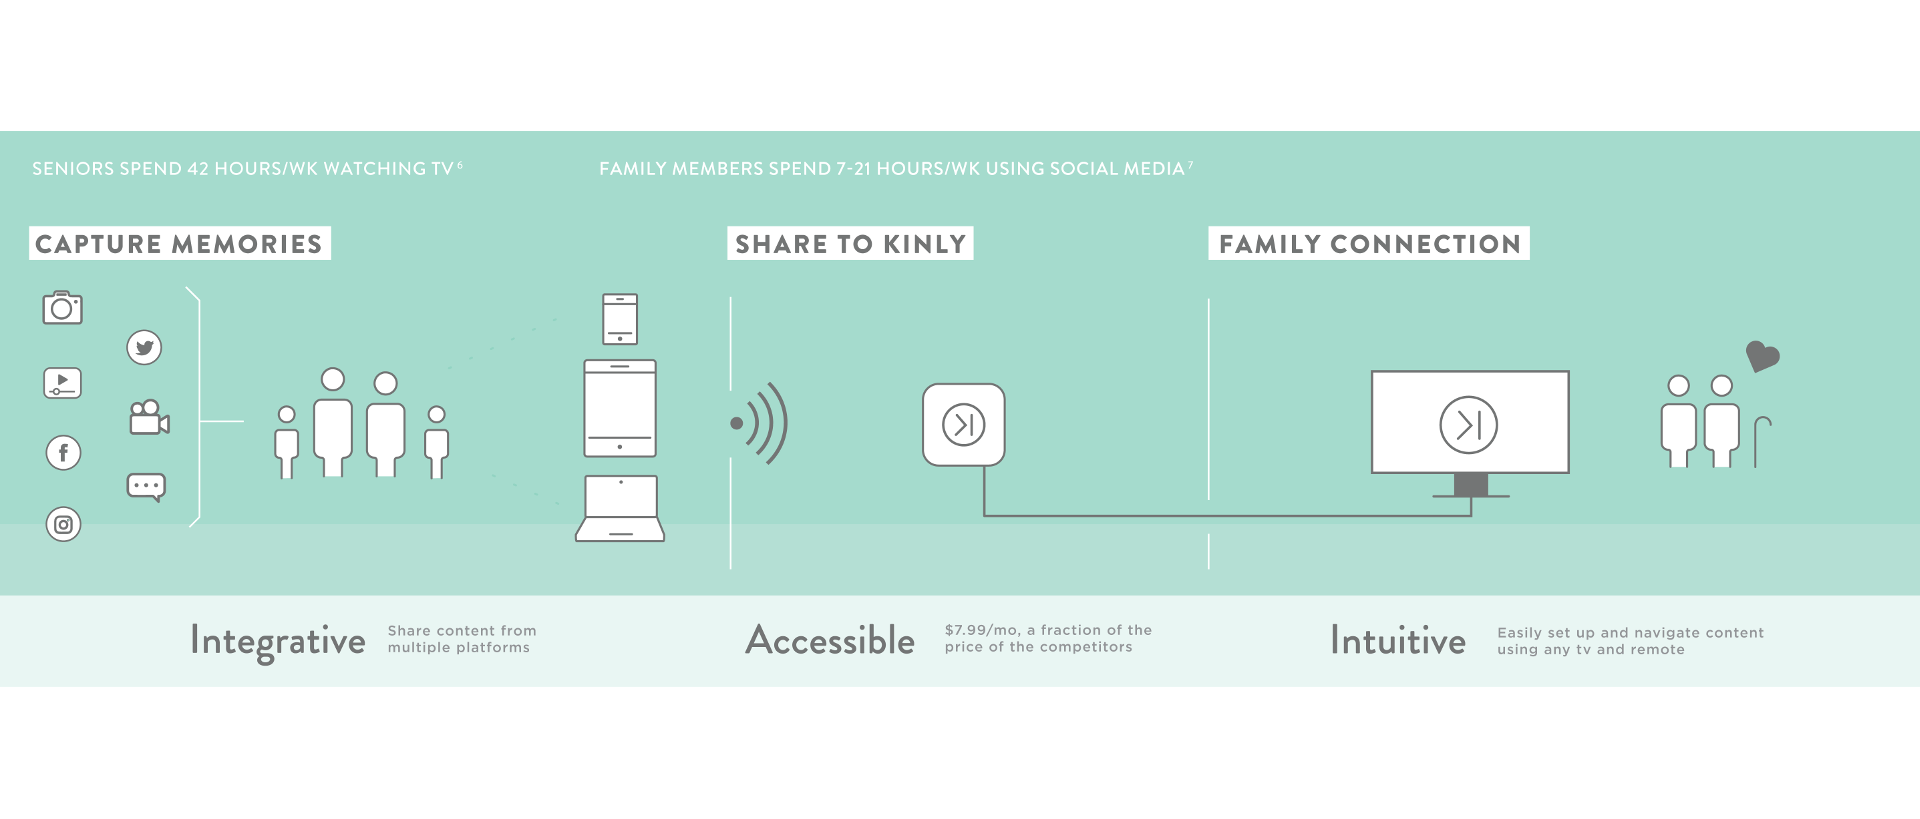 SENIORS SPEND 42 HOURS/WK WATCHING TV 6
FAMILY MEMBERS SPEND 7-21 HOURS/WK USING SOCIAL MEDIA 7
CAPTURE MEMORIES
SHARE TO KINLY
FAMILY CONNECTION
Integrative
Share content from
multiple platforms
Accessible
$7.99/mo, a fraction of the
price of the competitors
Intuitive
Easily set up and navigate content
using any tv and remote